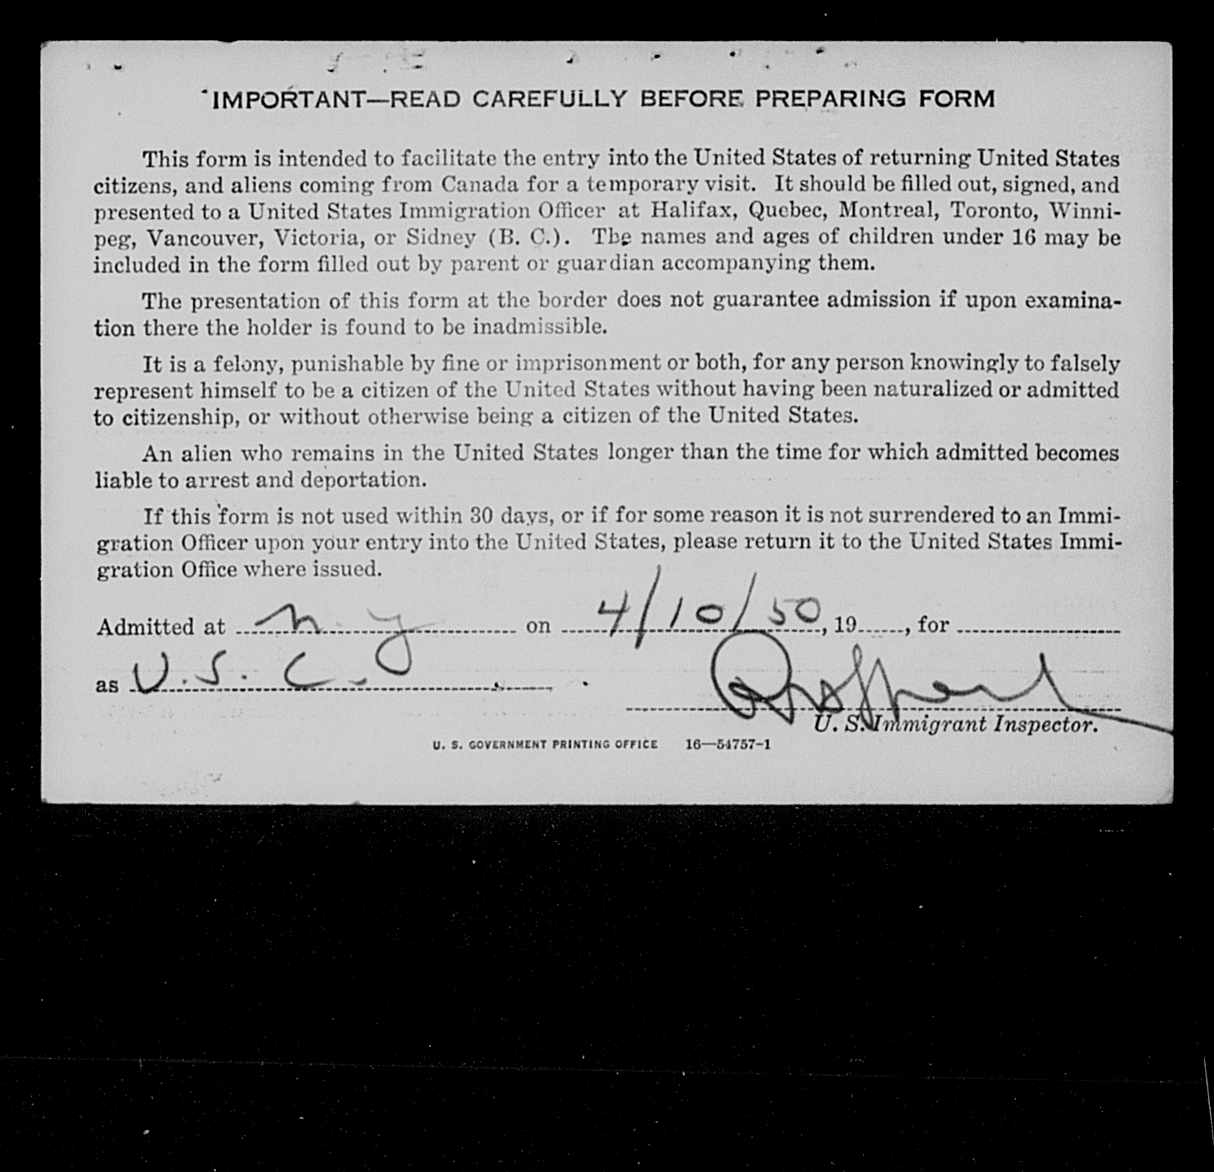 IMPORTANT—READ CAREFULLY BEFORE PREPARING FORM
This form is intended to facilitate the entry into the United States of returning United States
citizens, and aliens coming from Canada for a temporary visit. It should be filled out, signed, and
presented to a United States Immigration Officer at Halifax, Quebec, Montreal, Toronto, Winni-
peg, Vancouver, Victoria, or Sidney (B. C.). The names and ages of children under 16 may be
included in the form filled out by parent or guardian accompanying them.
The presentation of this form at the border does not guarantee admission if upon examina-
tion there the holder is found to be inadmissible.
It is a felony, punishable by fine or imprisonment or both, for any person knowingly to falsely
represent himself to be a citizen of the United States without having been naturalized or admitted
to citizenship, or without otherwise being a citizen of the United States.
An alien who remains in the United States longer than the time for which admitted becomes
liable to arrest and deportation.
If this form is not used within 30 days, or if for some reason it is not surrendered to an Immi-
gration Officer upon your entry into the United States, please return it to the United States Immi-
gration Office where issued.
Admitted at n y on 4/10/50, 19 , for
as U.S.C.
U. S. Immigrant Inspector.
U. S. GOVERNMENT PRINTING OFFICE 16—54757-1